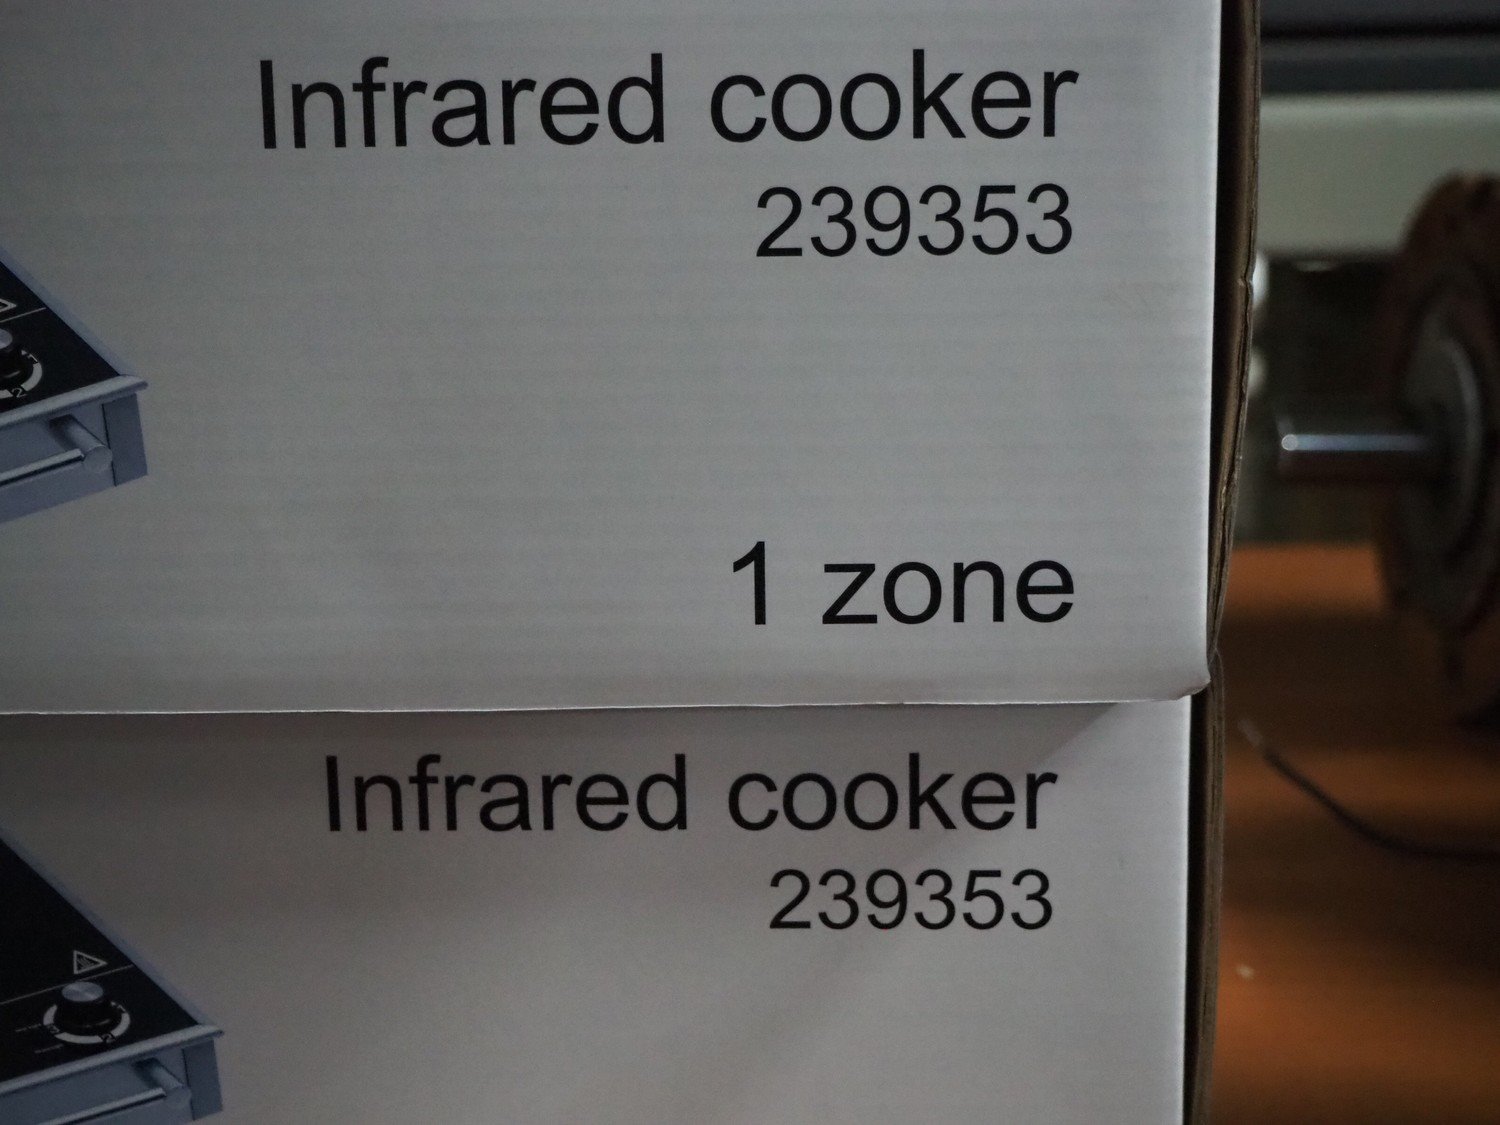 Infrared cooker
239353
1 zone
Infrared cooker
239353